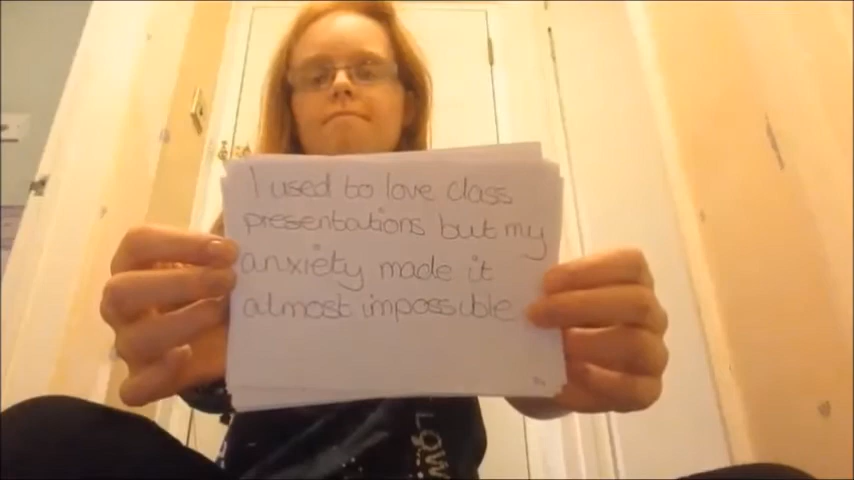 I used to love class
presentations but my
anxiety made it
almost impossible